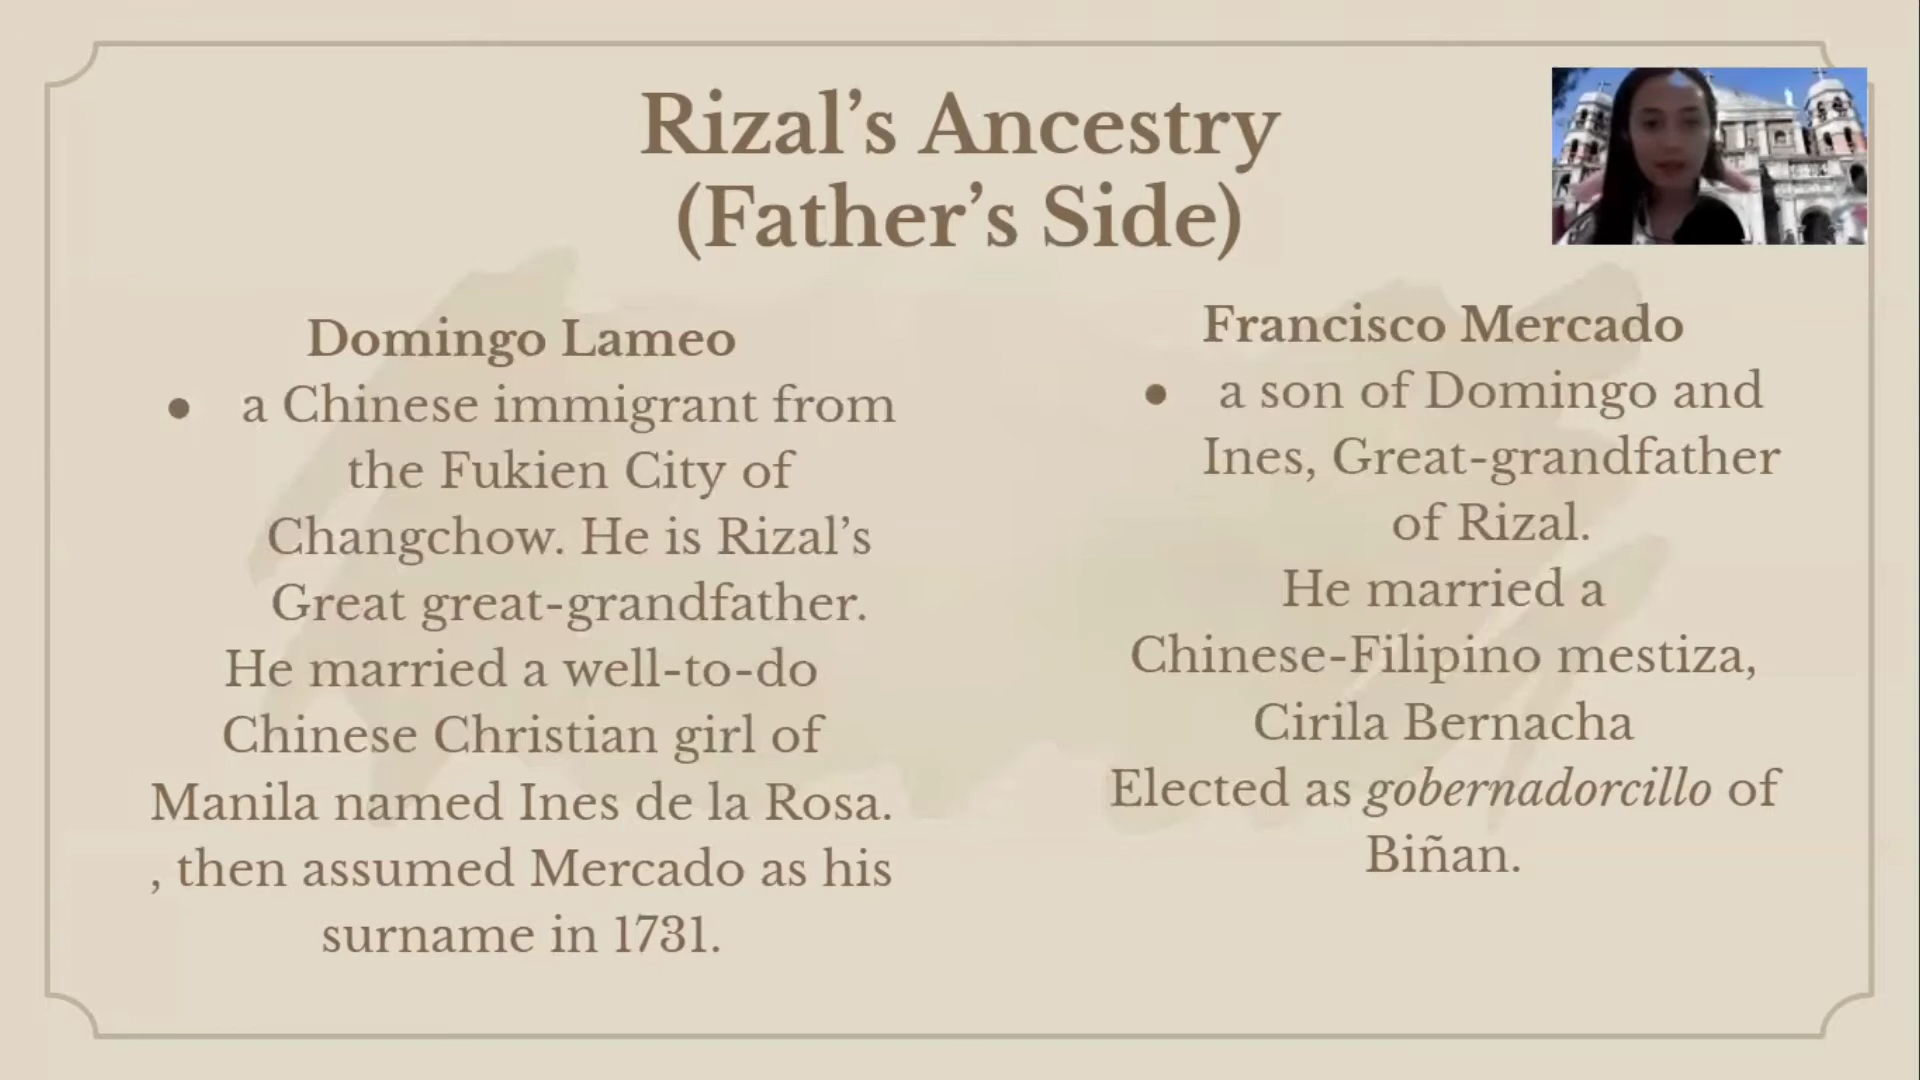 Rizal’s Ancestry
(Father’s Side)
Domingo Lameo
● a Chinese immigrant from
the Fukien City of
Changchow. He is Rizal’s
Great great-grandfather.
He married a well-to-do
Chinese Christian girl of
Manila named Ines de la Rosa.
, then assumed Mercado as his
surname in 1731.
Francisco Mercado
● a son of Domingo and
Ines, Great-grandfather
of Rizal.
He married a
Chinese-Filipino mestiza,
Cirila Bernacha
Elected as gobernadorcillo of
Biñan.